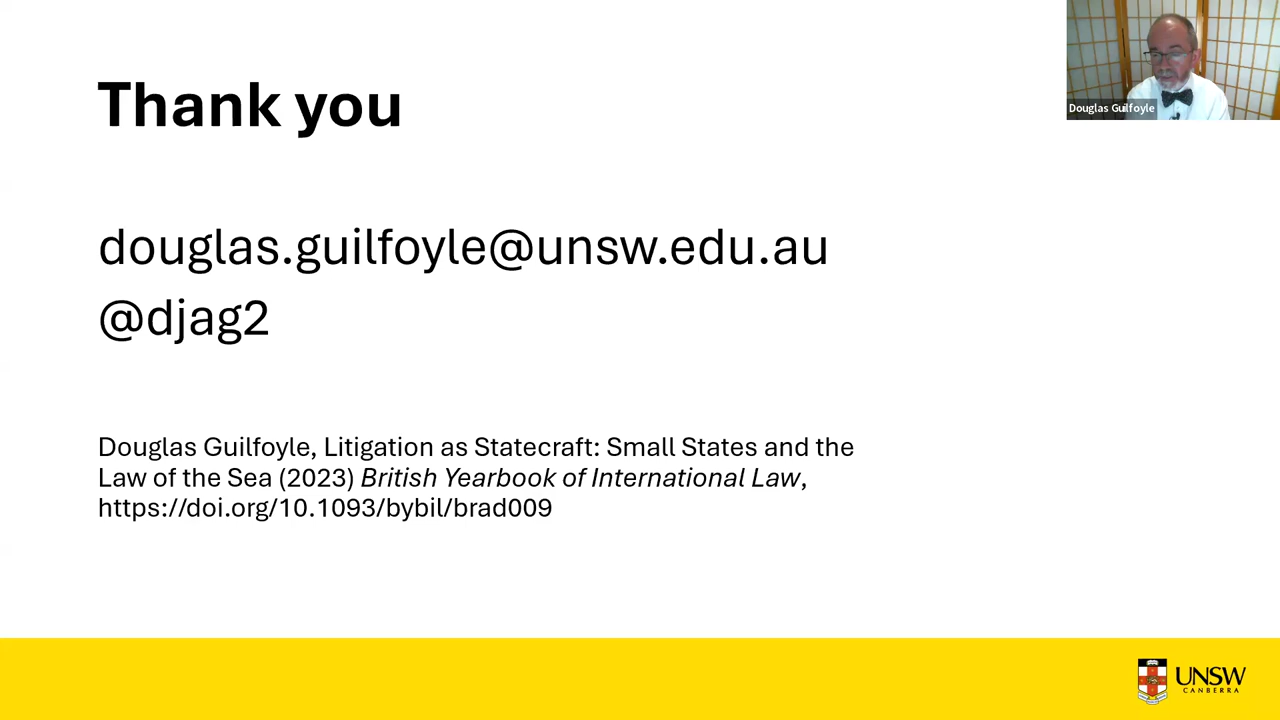 Thank you
Douglas Guilfoyle
douglas.guilfoyle@unsw.edu.au
@djag2
Douglas Guilfoyle, Litigation as Statecraft: Small States and the
Law of the Sea (2023) British Yearbook of International Law,
https://doi.org/10.1093/bybil/brad009
UNSW
CANBERRA